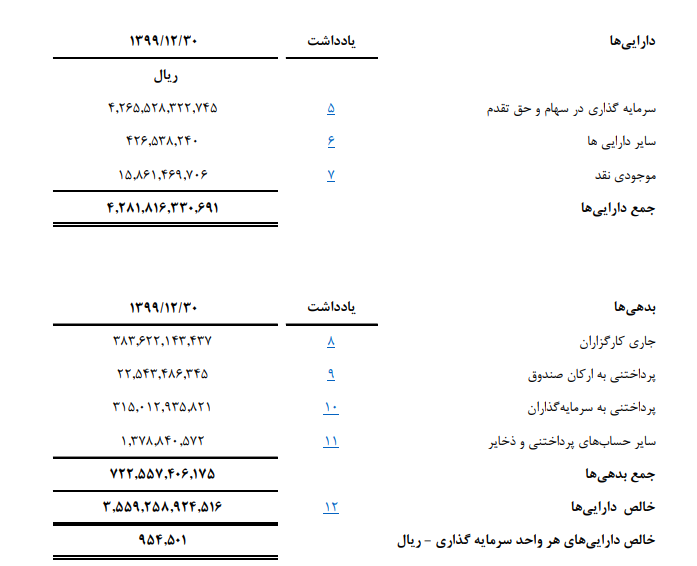 دارایی‌ها یادداشت ۱۳۹۹/۱۲/۳۰
ریال
سرمایه گذاری در سهام و حق تقدم ۵ ۴,۲۶۵,۵۲۸,۳۲۲,۷۴۵
سایر دارایی ها ۶ ۴۲۶,۵۳۸,۲۴۰
موجودی نقد ۷ ۱۵,۸۶۱,۴۶۹,۷۰۶
جمع دارایی‌ها ۴,۲۸۱,۸۱۶,۳۳۰,۶۹۱
بدهی‌ها یادداشت ۱۳۹۹/۱۲/۳۰
جاری کارگزاران ۸ ۳۸۳,۶۲۲,۱۴۳,۴۳۷
پرداختنی به ارکان صندوق ۹ ۲۲,۵۴۳,۴۸۶,۳۴۵
پرداختنی به سرمایه‌گذاران ۱۰ ۳۱۵,۰۱۲,۹۳۵,۸۲۱
سایر حساب‌های پرداختنی و ذخایر ۱۱ ۱,۳۷۸,۸۴۰,۵۷۲
جمع بدهی‌ها ۷۲۲,۵۵۷,۴۰۶,۱۷۵
خالص دارایی‌ها ۱۲ ۳,۵۵۹,۲۵۸,۹۲۴,۵۱۶
خالص دارایی‌های هر واحد سرمایه گذاری - ریال ۹۵۴,۵۰۱